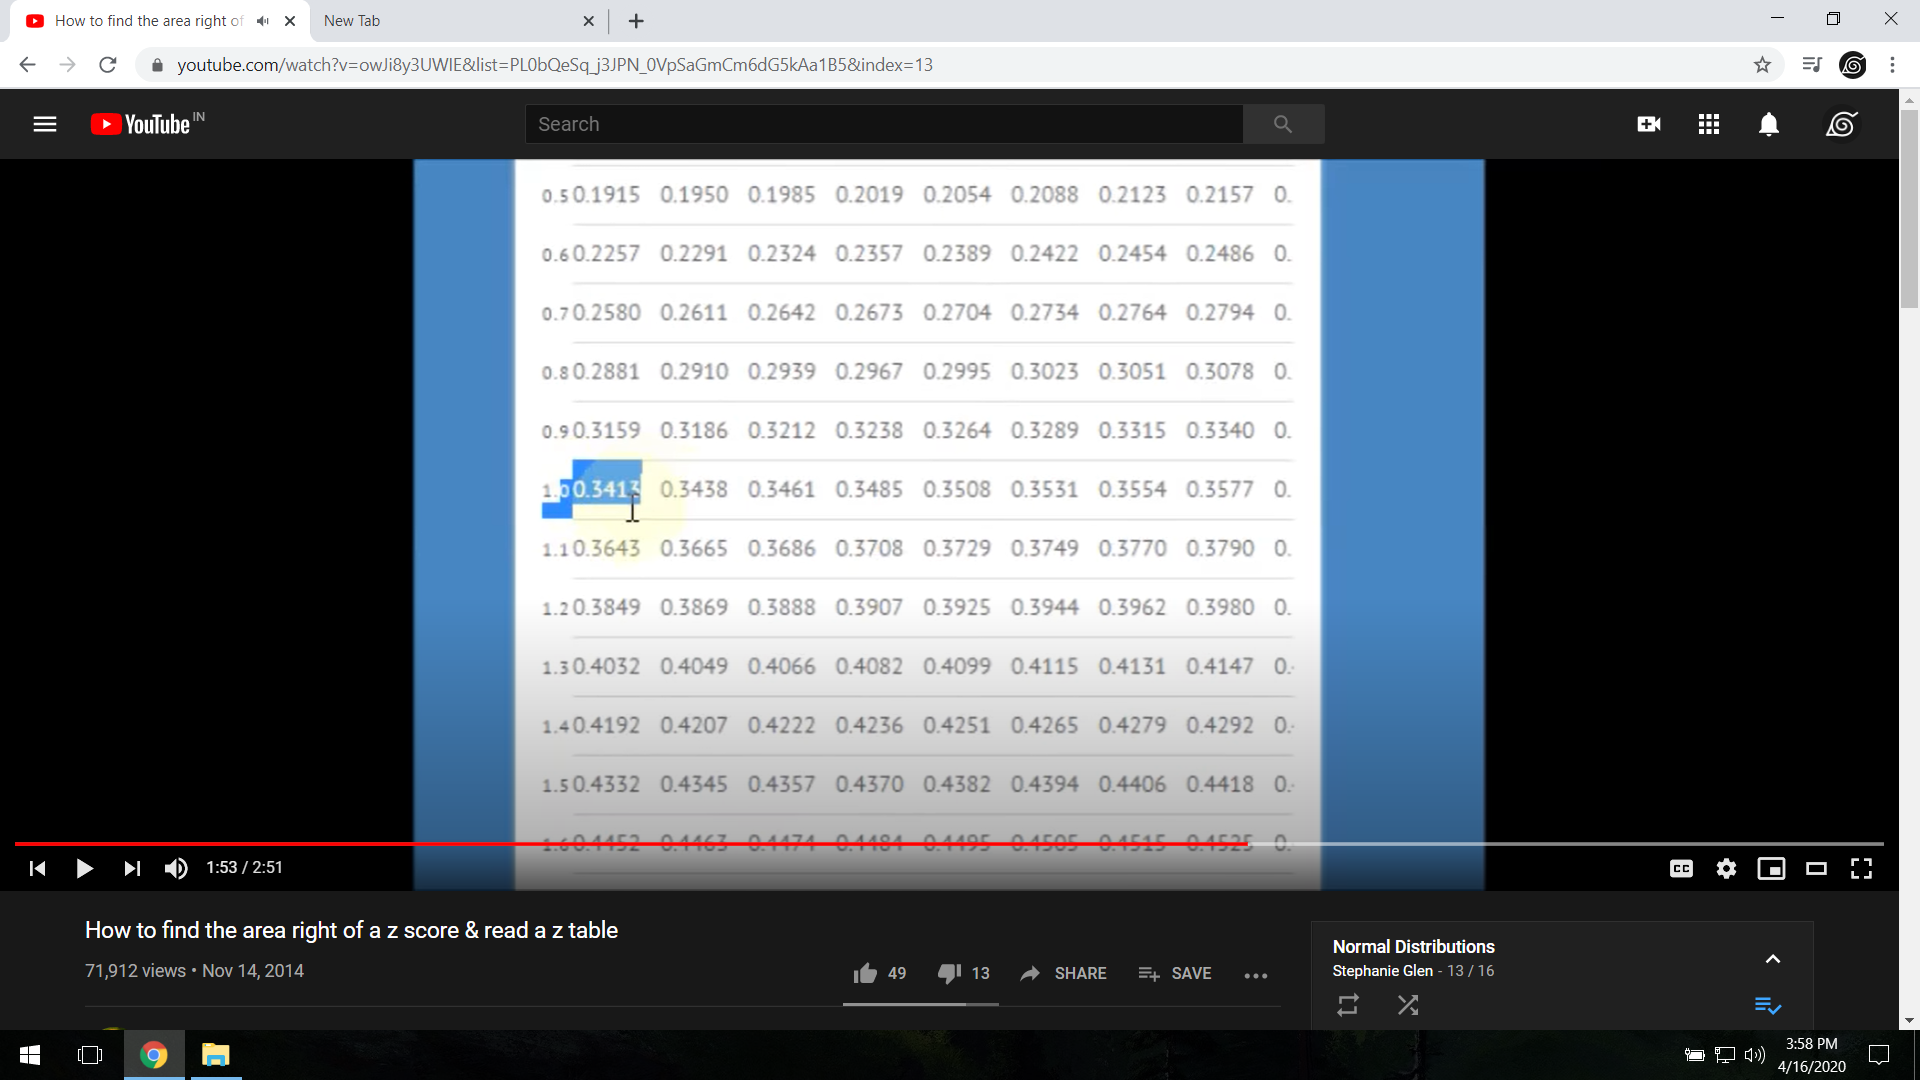 How to find the area right of
New Tab
youtube.com/watch?v=owJi8y3UWIE&list=PL0bQeSq_j3JPN_0VpSaGmCm6dG5kAa1B5&index=13
YouTube IN
Search
0.5 0.1915 0.1950 0.1985 0.2019 0.2054 0.2088 0.2123 0.2157 0.
0.6 0.2257 0.2291 0.2324 0.2357 0.2389 0.2422 0.2454 0.2486 0.
0.7 0.2580 0.2611 0.2642 0.2673 0.2704 0.2734 0.2764 0.2794 0.
0.8 0.2881 0.2910 0.2939 0.2967 0.2995 0.3023 0.3051 0.3078 0.
0.9 0.3159 0.3186 0.3212 0.3238 0.3264 0.3289 0.3315 0.3340 0.
1.0 0.3413 0.3438 0.3461 0.3485 0.3508 0.3531 0.3554 0.3577 0.
1.1 0.3643 0.3665 0.3686 0.3708 0.3729 0.3749 0.3770 0.3790 0.
1.2 0.3849 0.3869 0.3888 0.3907 0.3925 0.3944 0.3962 0.3980 0.
1.3 0.4032 0.4049 0.4066 0.4082 0.4099 0.4115 0.4131 0.4147 0.
1.4 0.4192 0.4207 0.4222 0.4236 0.4251 0.4265 0.4279 0.4292 0.
1.5 0.4332 0.4345 0.4357 0.4370 0.4382 0.4394 0.4406 0.4418 0.
1.6 0.4452 0.4463 0.4474 0.4484 0.4495 0.4505 0.4515 0.4525 0.
1:53 / 2:51
CC
How to find the area right of a z score & read a z table
71,912 views • Nov 14, 2014
49 13 SHARE SAVE
Normal Distributions
Stephanie Glen - 13 / 16
3:58 PM
4/16/2020